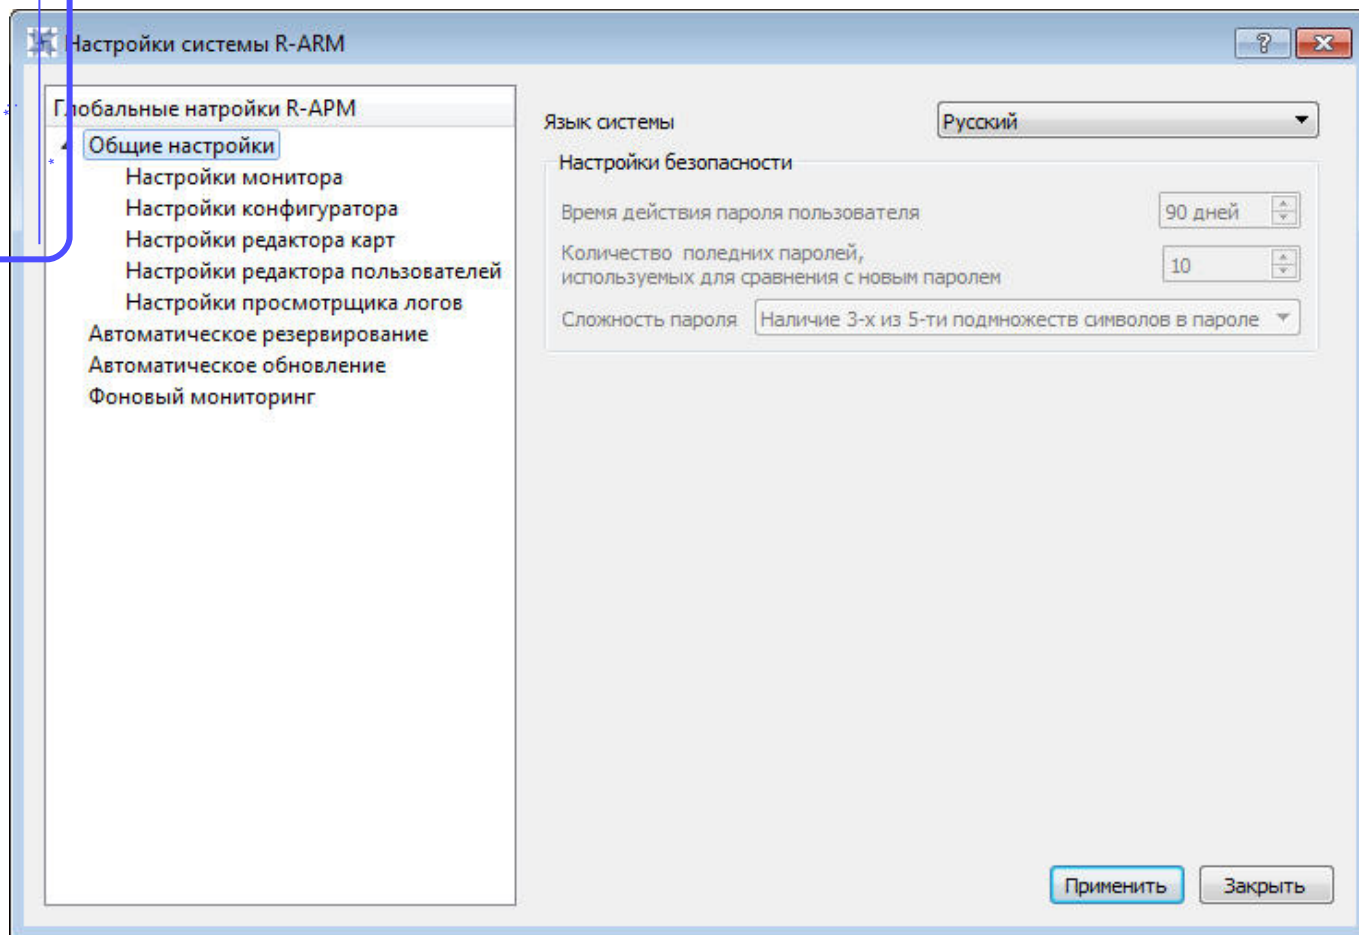 Настройки системы R-ARM
Глобальные натройки R-АРМ
Общие настройки
Настройки монитора
Настройки конфигуратора
Настройки редактора карт
Настройки редактора пользователей
Настройки просмотрщика логов
Автоматическое резервирование
Автоматическое обновление
Фоновый мониторинг
Язык системы Русский
Настройки безопасности
Время действия пароля пользователя 90 дней
Количество поледних паролей,
используемых для сравнения с новым паролем 10
Сложность пароля Наличие 3-х из 5-ти подмножеств символов в пароле
Применить Закрыть